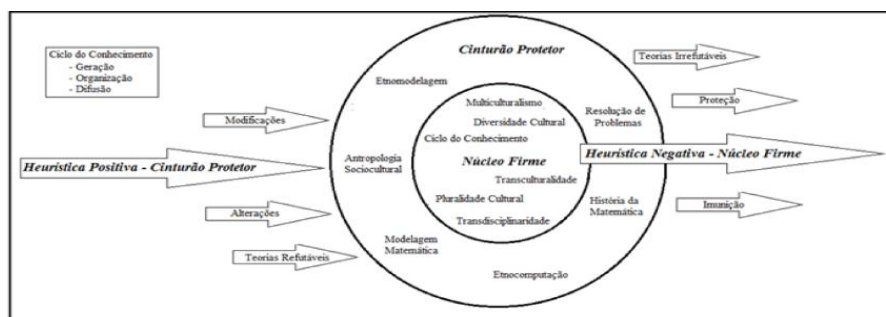 Ciclo do Conhecimento
- Geração
- Organização
- Difusão
Modificações
Heurística Positiva - Cinturão Protetor
Alterações
Teorias Refutáveis
Cinturão Protetor
Etnomodelagem
Antropologia
Sociocultural
Modelagem
Matemática
Etnocomputação
Resolução de
Problemas
História da
Matemática
Multiculturalismo
Diversidade Cultural
Ciclo do Conhecimento
Núcleo Firme
Transculturalidade
Pluralidade Cultural
Transdisciplinaridade
Teorias Irrefutáveis
Proteção
Heurística Negativa - Núcleo Firme
Imunição